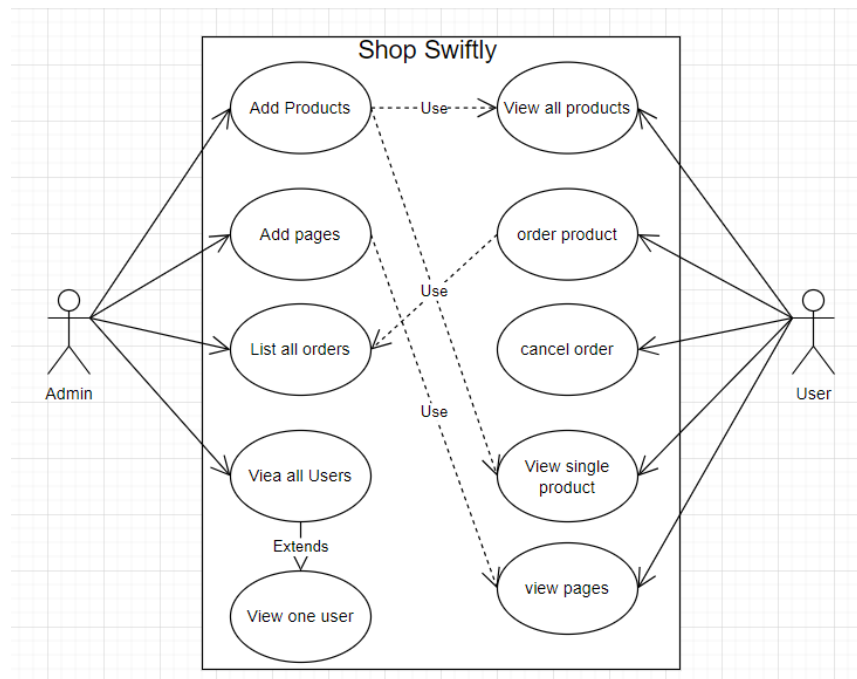 Shop Swiftly
Add Products
Use
View all products
Add pages
order product
Use
List all orders
cancel order
Admin
User
Use
Viea all Users
View single
product
Extends
View one user
view pages